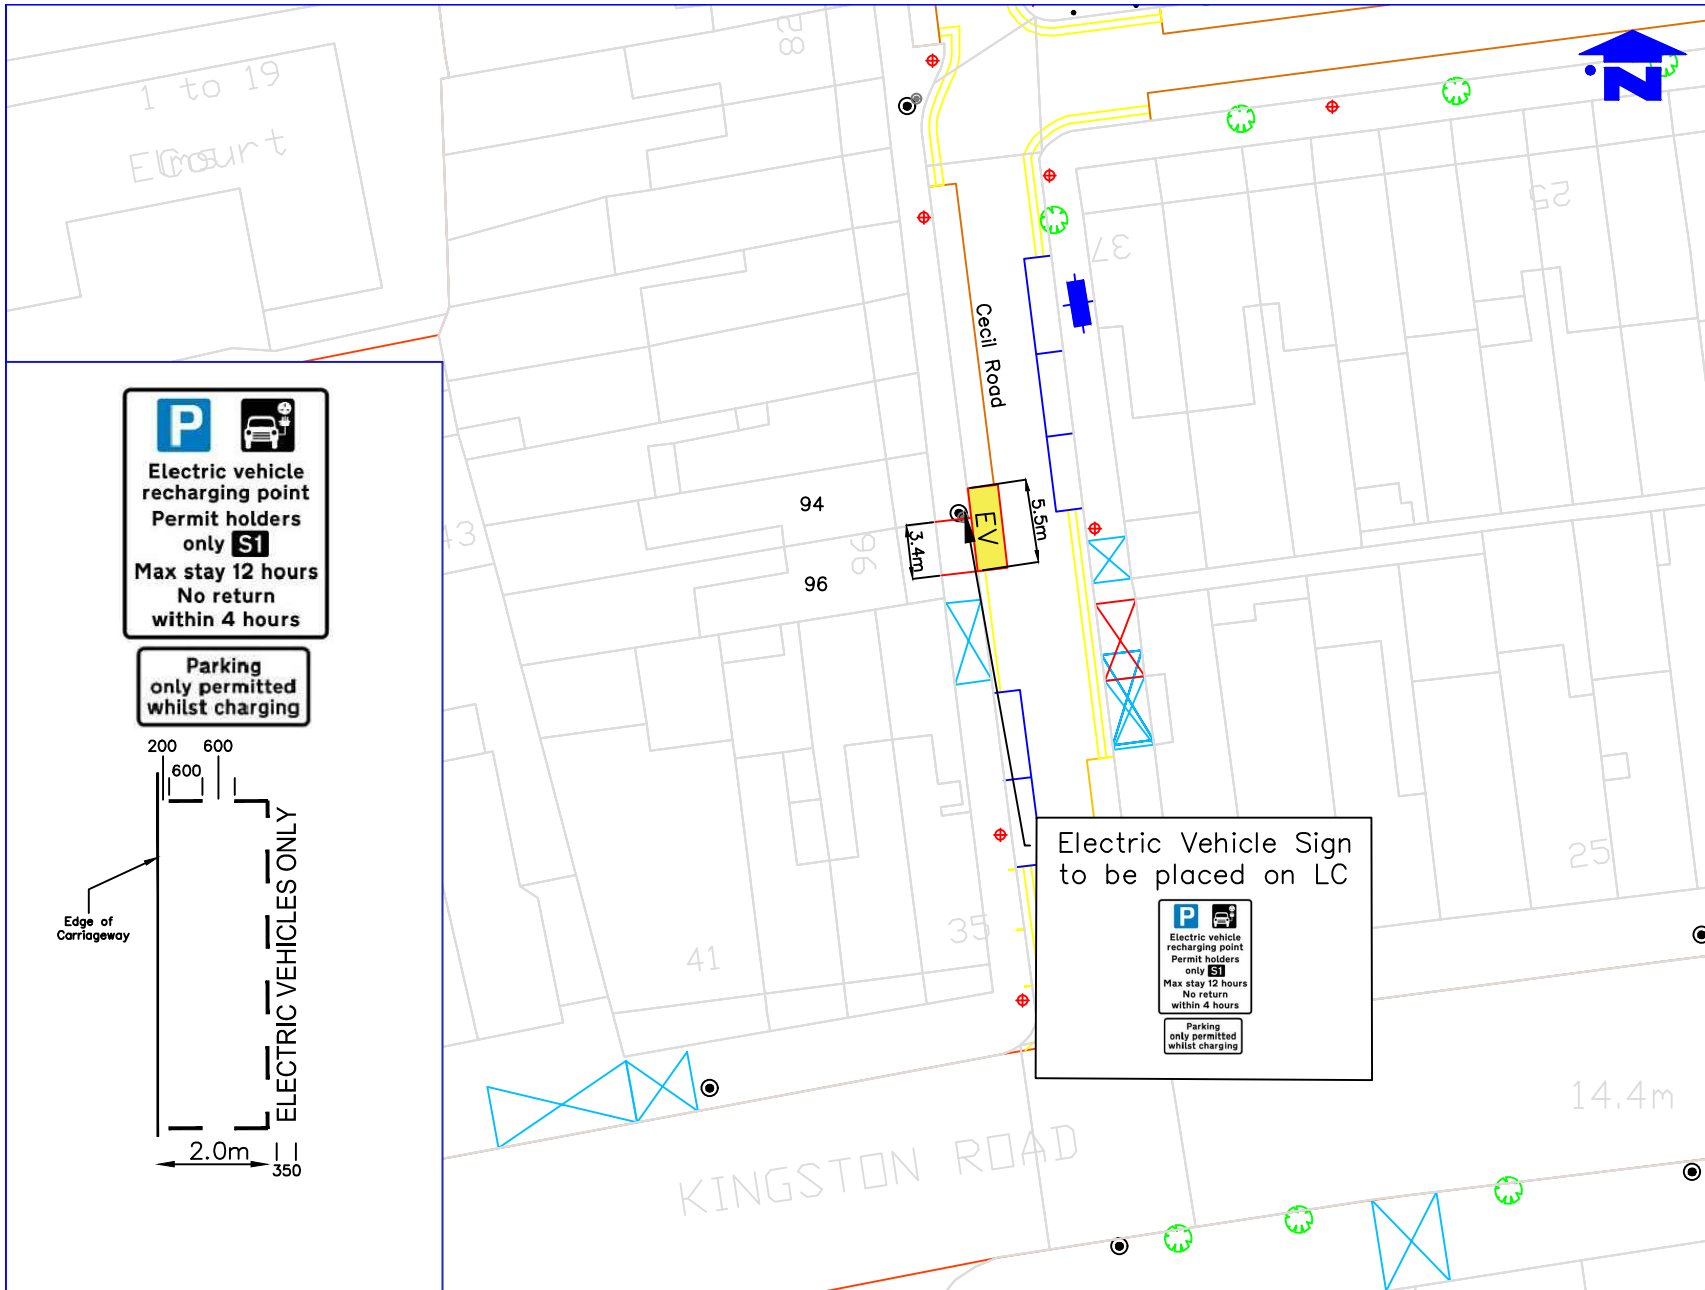 1 to 19
Court
28
N
25
37
Cecil Road
94
96
96
43
EV
5.5m
3.4m
P
Electric vehicle
recharging point
Permit holders
only S1
Max stay 12 hours
No return
within 4 hours
Parking
only permitted
whilst charging
200 600
600
Edge of
Carriageway
ELECTRIC VEHICLES ONLY
2.0m
350
Electric Vehicle Sign
to be placed on LC
P
Electric vehicle
recharging point
Permit holders
only S1
Max stay 12 hours
No return
within 4 hours
Parking
only permitted
whilst charging
25
35
41
14.4m
KINGSTON ROAD